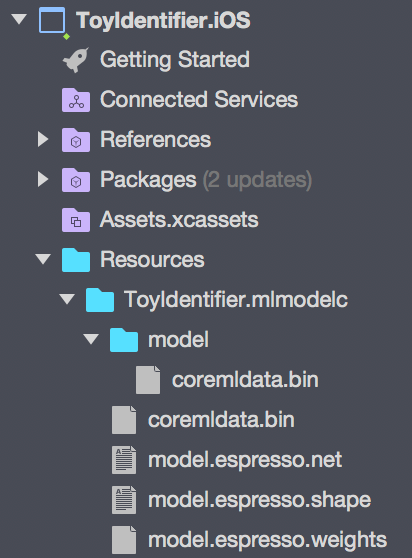 ToyIdentifier.iOS
Getting Started
Connected Services
References
Packages (2 updates)
Assets.xcassets
Resources
ToyIdentifier.mlmodelc
model
coremldata.bin
coremldata.bin
model.espresso.net
model.espresso.shape
model.espresso.weights